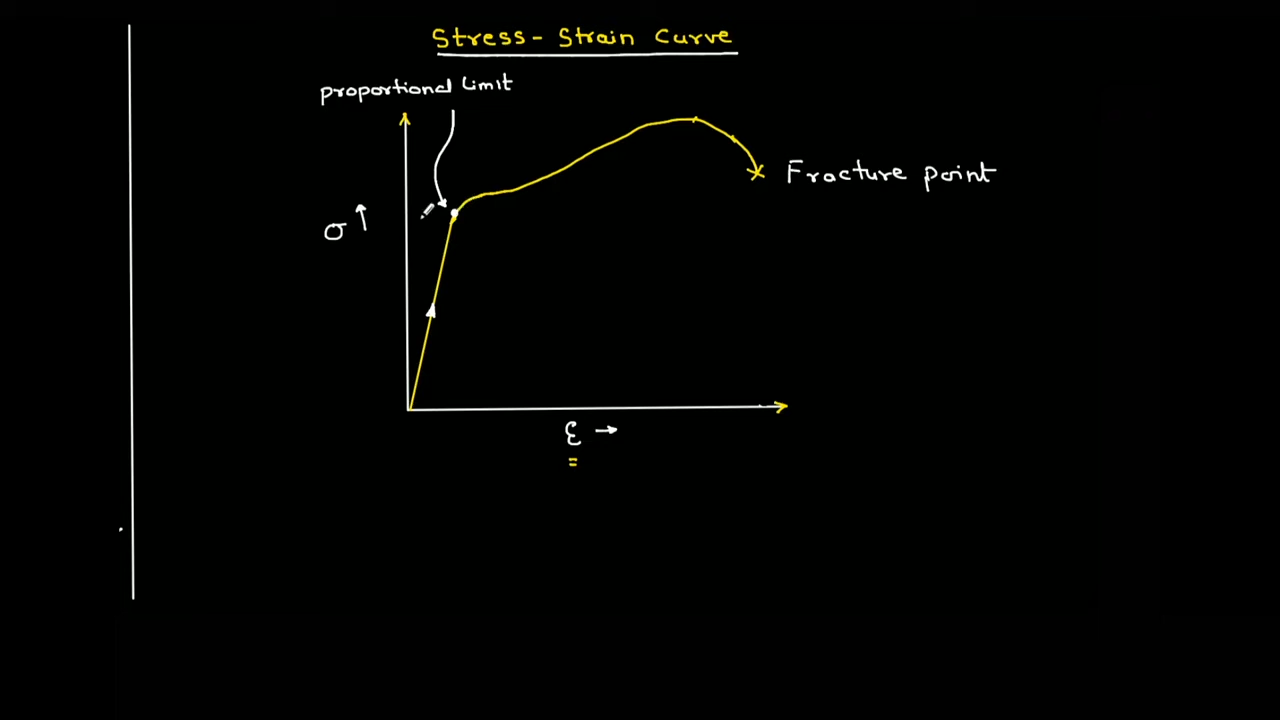 Stress - Strain Curve
proportional limit
Fracture point
σ ↑
ε →
=